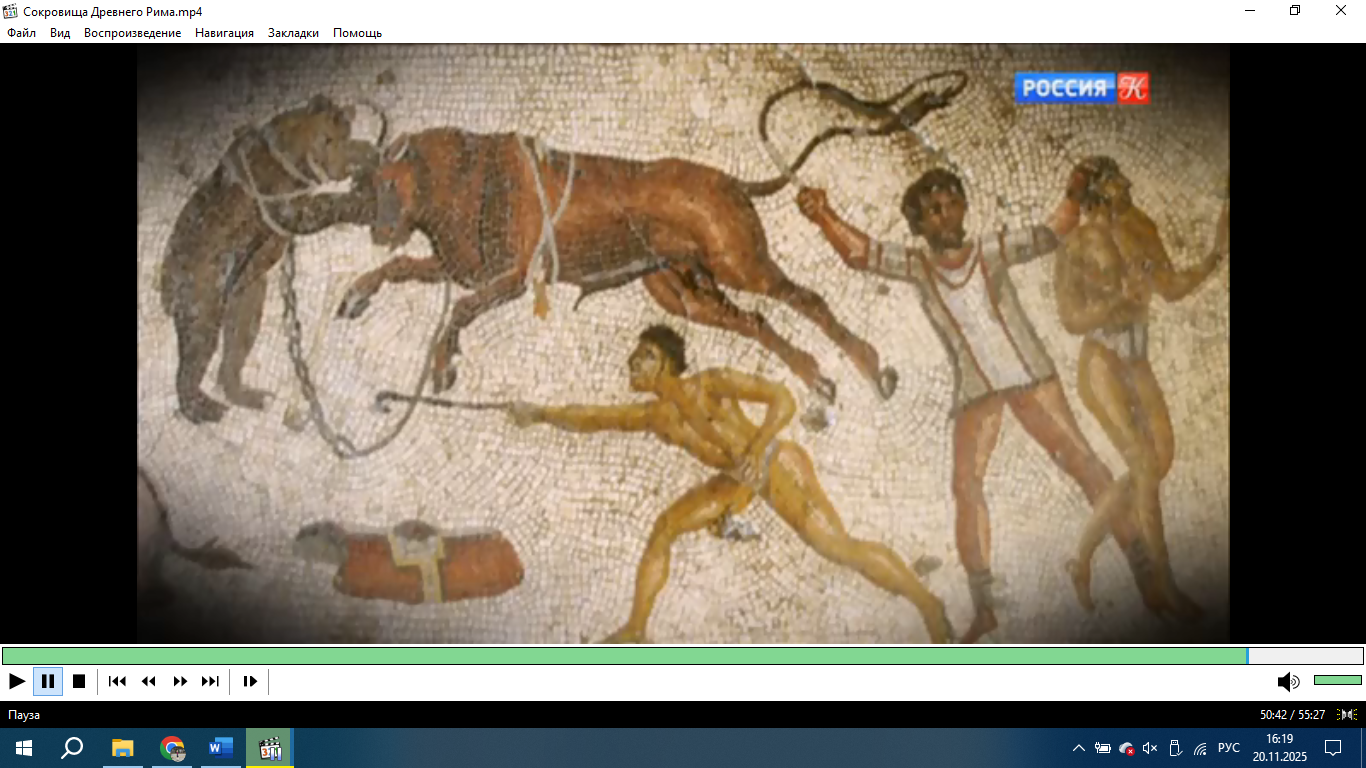 Сокровища Древнего Рима.mp4
Файл Вид Воспроизведение Навигация Закладки Помощь
РОССИЯ К
Пауза
50:42 / 55:27
РУС
16:19
20.11.2025